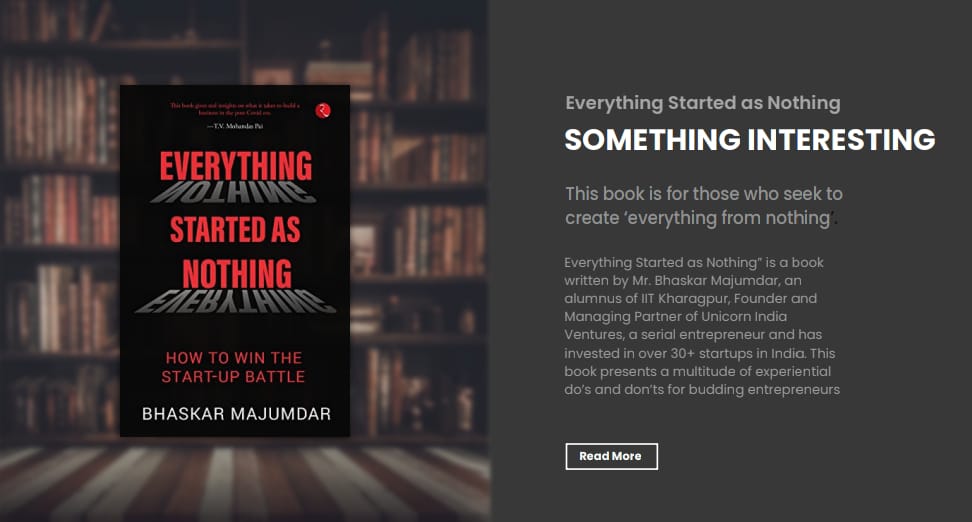 This book gives real insights on what it takes to build a
business in the post-Covid era.
—T.V. Mohandas Pai
EVERYTHING
NOTHING
STARTED AS
NOTHING
EVERYTHING
HOW TO WIN THE
START-UP BATTLE
BHASKAR MAJUMDAR
Everything Started as Nothing
SOMETHING INTERESTING
This book is for those who seek to
create ‘everything from nothing’.
Everything Started as Nothing” is a book
written by Mr. Bhaskar Majumdar, an
alumnus of IIT Kharagpur, Founder and
Managing Partner of Unicorn India
Ventures, a serial entrepreneur and has
invested in over 30+ startups in India. This
book presents a multitude of experiential
do’s and don’ts for budding entrepreneurs
Read More